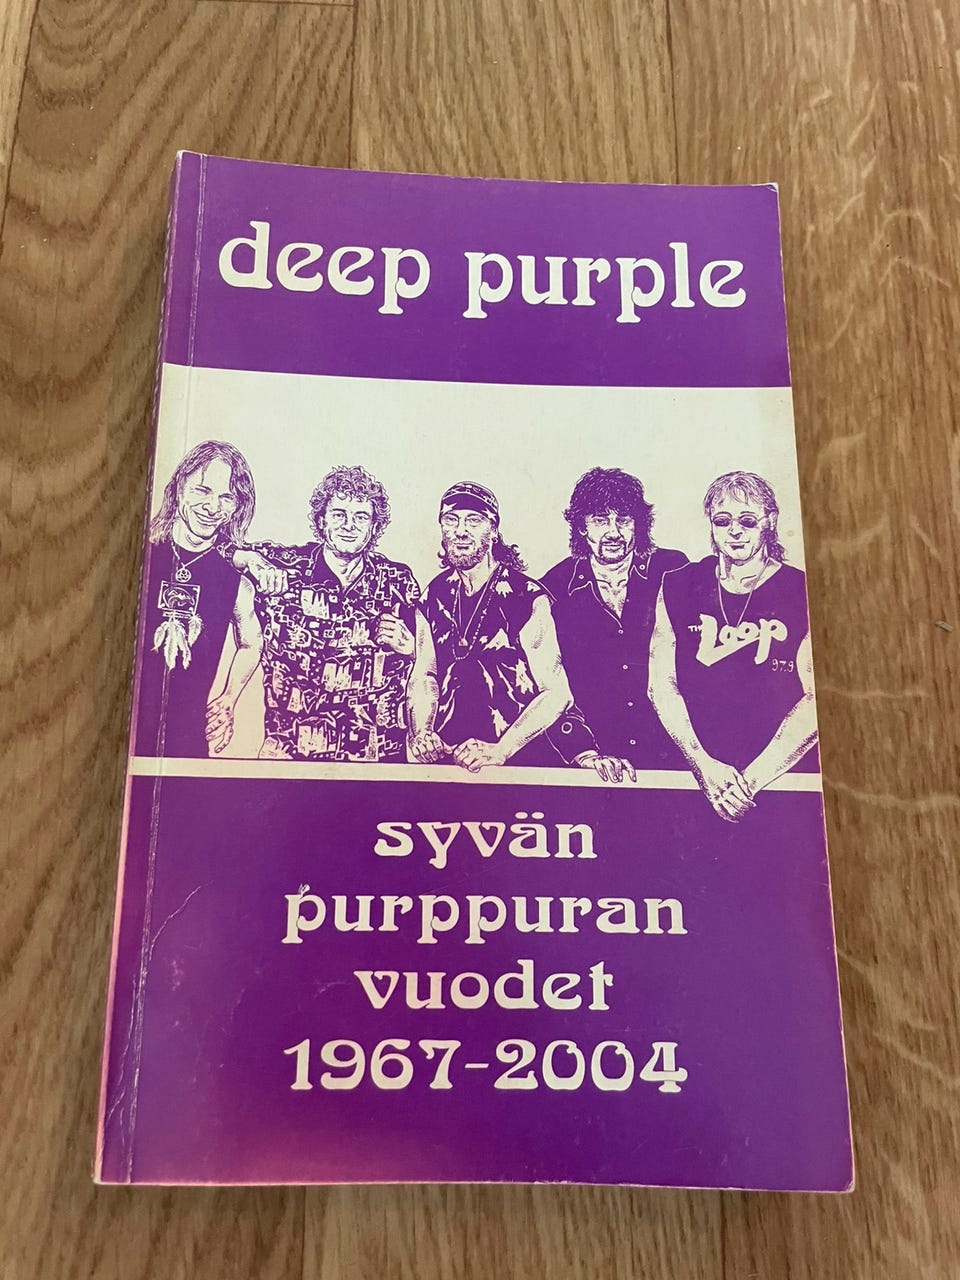 deep purple
THE Loop
97.9
syvän
purppuran
vuodet
1967-2004